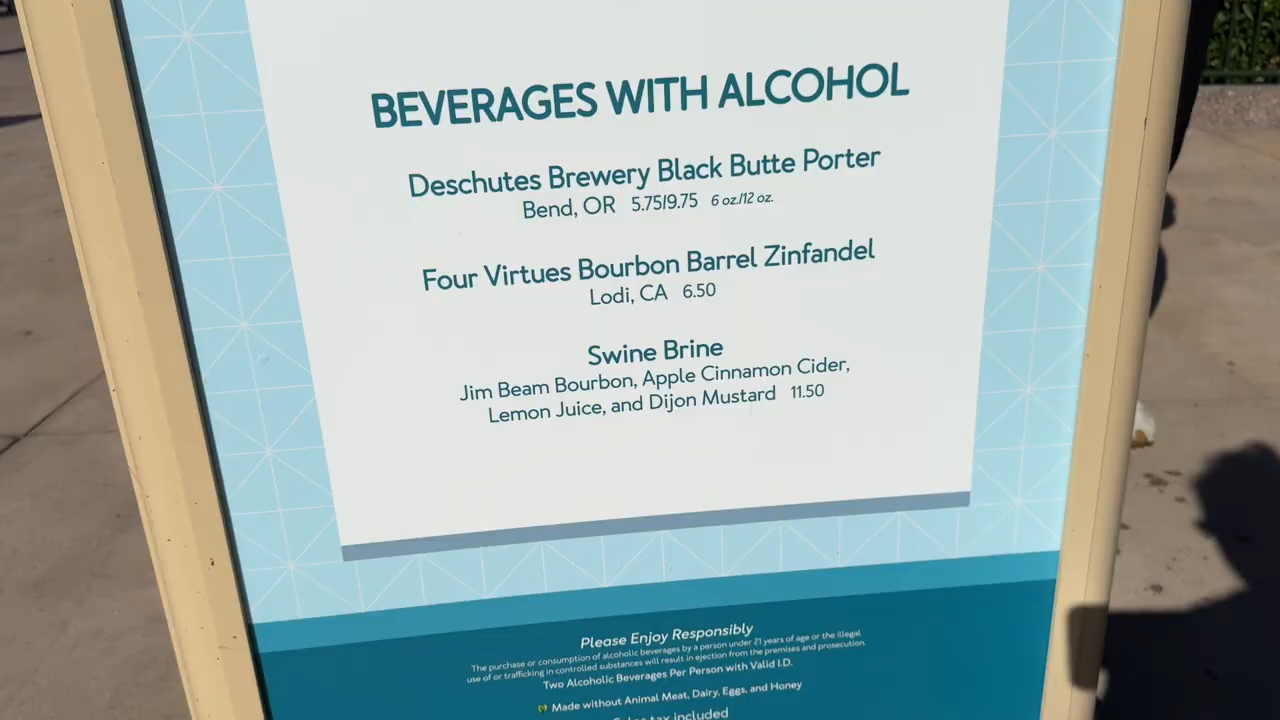 BEVERAGES WITH ALCOHOL
Deschutes Brewery Black Butte Porter
Bend, OR 5.75/9.75 6 oz./12 oz.
Four Virtues Bourbon Barrel Zinfandel
Lodi, CA 6.50
Swine Brine
Jim Beam Bourbon, Apple Cinnamon Cider,
Lemon Juice, and Dijon Mustard 11.50
Please Enjoy Responsibly
The purchase or consumption of alcoholic beverages by a person under 21 years of age or the illegal
use of or trafficking in controlled substances will result in ejection from the premises and prosecution.
Two Alcoholic Beverages Per Person with Valid I.D.
Made without Animal Meat, Dairy, Eggs, and Honey
Sales tax included